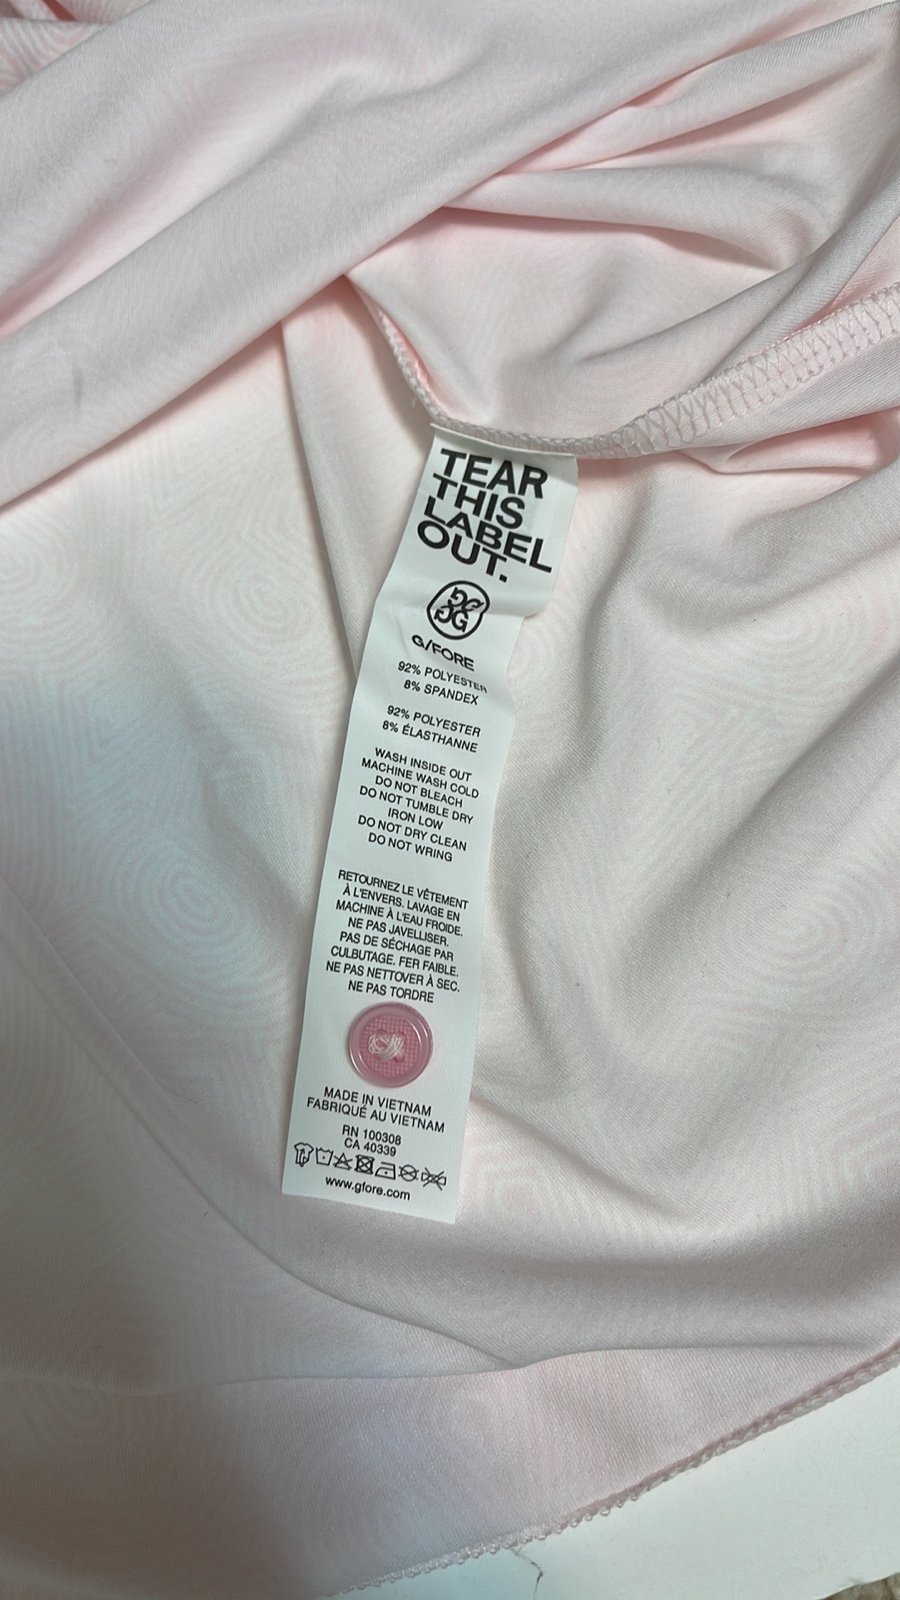 TEAR
THIS
LABEL
OUT.
G/FORE
92% POLYESTER
8% SPANDEX
92% POLYESTER
8% ÉLASTHANNE
WASH INSIDE OUT
MACHINE WASH COLD
DO NOT BLEACH
DO NOT TUMBLE DRY
IRON LOW
DO NOT DRY CLEAN
DO NOT WRING
RETOURNEZ LE VÊTEMENT
À L'ENVERS. LAVAGE EN
MACHINE À L'EAU FROIDE.
NE PAS JAVELLISER.
PAS DE SÉCHAGE PAR
CULBUTAGE. FER FAIBLE.
NE PAS NETTOVER À SEC.
NE PAS TORDRE
MADE IN VIETNAM
FABRIQUÉ AU VIETNAM
RN 100308
CA 40339
www.gfore.com